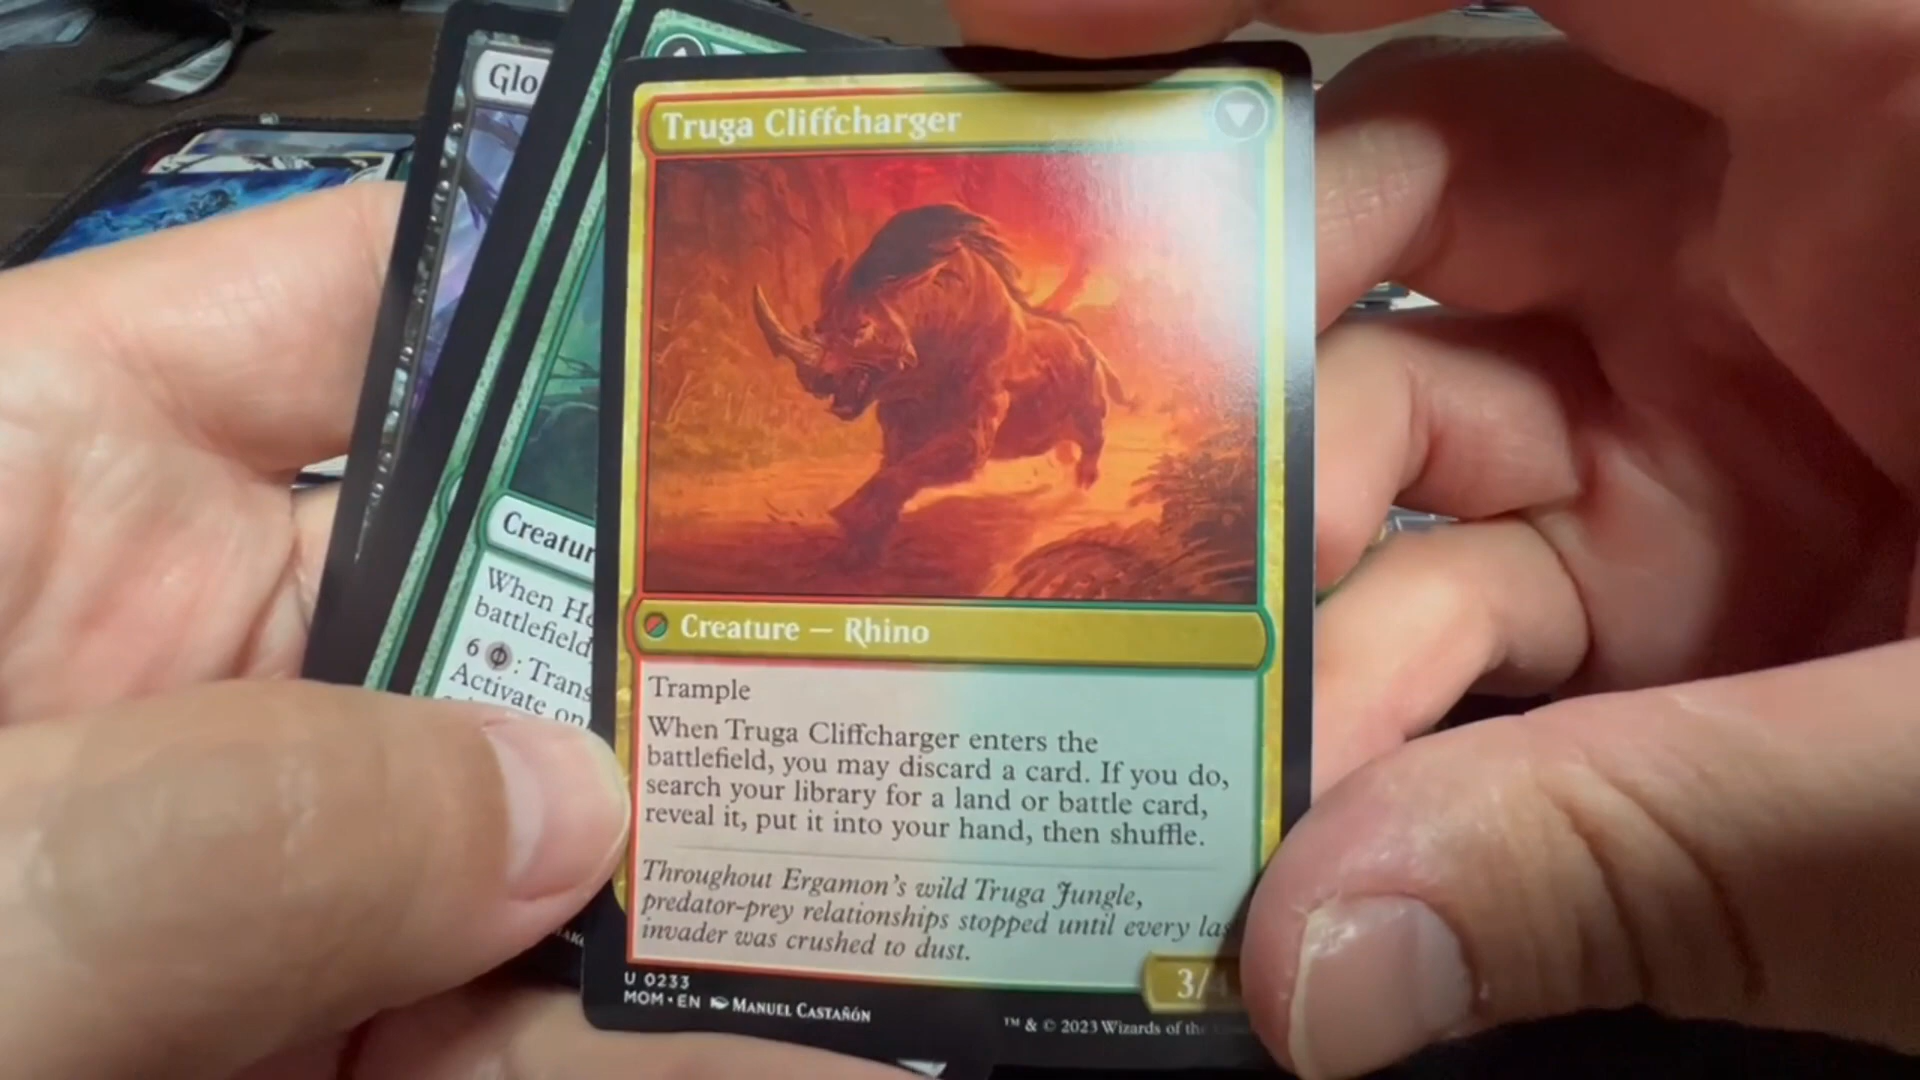 Glo
Truga Cliffcharger
Creatur
Creature — Rhino
When He
battlefield,
6 : Trans
Activate on
Trample
When Truga Cliffcharger enters the
battlefield, you may discard a card. If you do,
search your library for a land or battle card,
reveal it, put it into your hand, then shuffle.
Throughout Ergamon's wild Truga Jungle,
predator-prey relationships stopped until every las
invader was crushed to dust.
3/4
U 0233
MOM • EN MANUEL CASTAÑÓN
™ & © 2023 Wizards of the